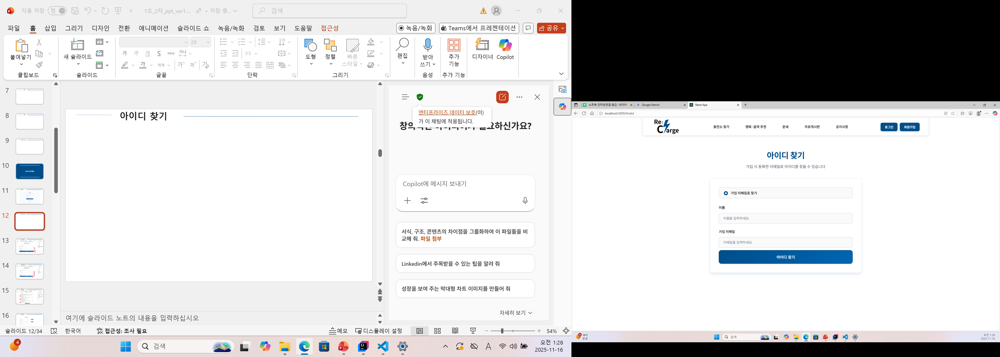 자동 저장
켬
1조_2차_ppt_ver1.... • 저장 중...
검색
파일 홈 삽입 그리기 디자인 전환 애니메이션 슬라이드 쇼 녹음/녹화 검토 보기 도움말 접근성
녹음/녹화
Teams에서 프레젠테이션
공유
붙여넣기
클립보드
새 슬라이드
슬라이드
28
가 가 가 S 가나 가나
가 가가 가 가
글꼴
단락
도형
정렬
빠른
스타일
그리기
편집
받아
쓰기
음성
추가
기능
추가 기능
디자이너
Copilot
7
8
9
10
11
12
13
14
15
16
아이디 찾기
엔터프라이즈 데이터 보호(이)
가 이 채팅에 적용됩니다.
Copilot에 메시지 보내기
서식, 구조, 콘텐츠의 차이점을 그룹화하여 이 파일들을 비
교해 줘. 파일 첨부
Linkedin에서 주목받을 수 있는 팁을 알려 줘
성장을 보여 주는 막대형 차트 이미지를 만들어 줘
자세히 보기
여기에 슬라이드 노트의 내용을 입력하십시오
슬라이드 12/34
한국어
접근성: 조사 필요
메모
디스플레이 설정
54%
4
검색
A
오전 1:28
2025-11-16
노트북 인터넷연결 끊김 : 네이버
Google Gemini
React App
localhost:3000/findid
Re:
Carge
충전소 찾기
영화·음악 추천
운세
자유게시판
공지사항
로그인
회원가입
아이디 찾기
가입 시 등록한 이메일로 아이디를 찾을 수 있습니다
가입 이메일로 찾기
이름
이름을 입력하세요
가입 이메일
이메일을 입력하세요
아이디 찾기
4
16°C
맑음
검색
오전 1:28
2025-11-16